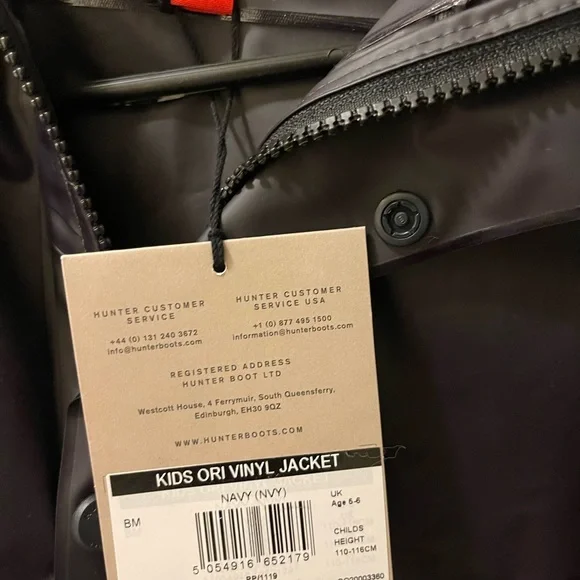 HUNTER CUSTOMER
SERVICE
+44 (0) 131 240 3672
info@hunterboots.com
HUNTER CUSTOMER
SERVICE USA
+1 (0) 877 495 1500
information@hunterboots.com
REGISTERED ADDRESS
HUNTER BOOT LTD
Westcott House, 4 Ferrymuir, South Queensferry,
Edinburgh, EH30 9QZ
WWW.HUNTERBOOTS.COM
KIDS ORI VINYL JACKET
NAVY (NVY)
UK
Age 5-6
BM
CHILDS
HEIGHT
110-116CM
5 054916 652179
PP/1119